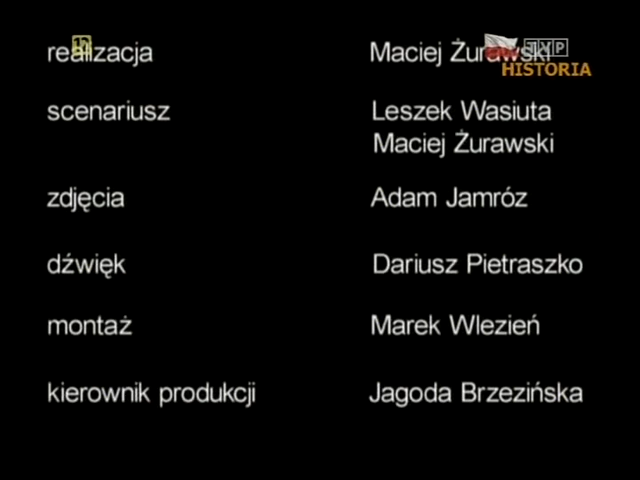 realizacja Maciej Żurawski
TVP
HISTORIA
scenariusz Leszek Wasiuta
Maciej Żurawski
zdjęcia Adam Jamróz
dźwięk Dariusz Pietraszko
montaż Marek Wlezień
kierownik produkcji Jagoda Brzezińska